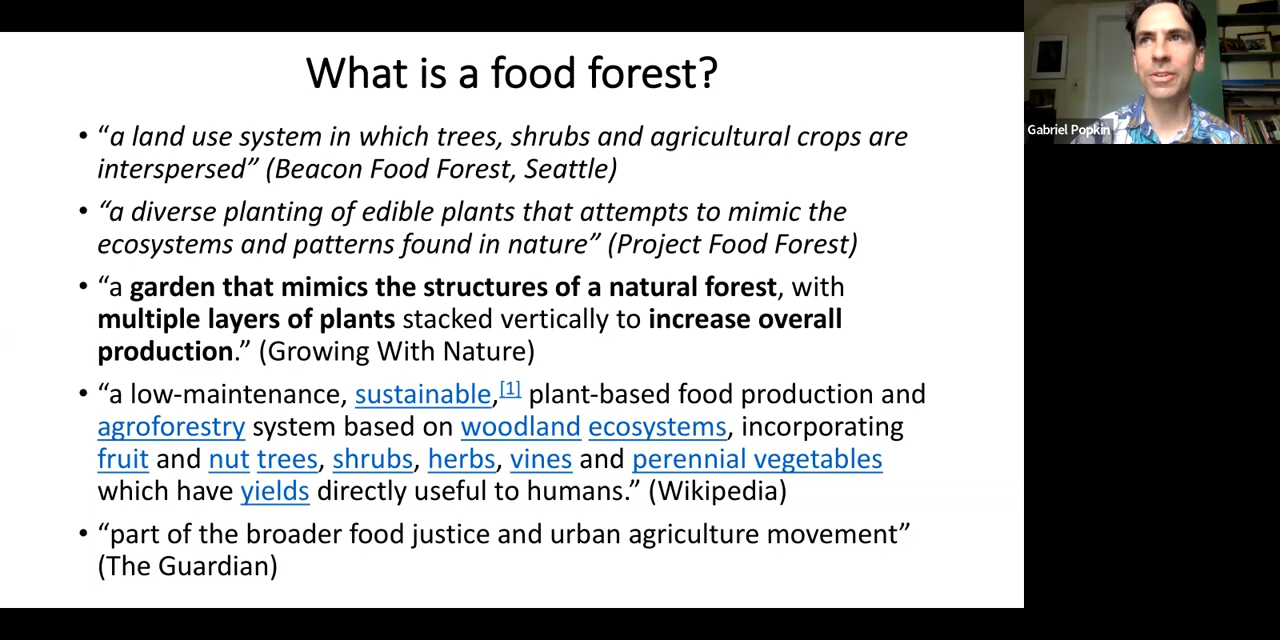 What is a food forest?
• “a land use system in which trees, shrubs and agricultural crops are
interspersed” (Beacon Food Forest, Seattle)
• “a diverse planting of edible plants that attempts to mimic the
ecosystems and patterns found in nature” (Project Food Forest)
• “a garden that mimics the structures of a natural forest, with
multiple layers of plants stacked vertically to increase overall
production.” (Growing With Nature)
• “a low-maintenance, sustainable,[1] plant-based food production and
agroforestry system based on woodland ecosystems, incorporating
fruit and nut trees, shrubs, herbs, vines and perennial vegetables
which have yields directly useful to humans.” (Wikipedia)
• “part of the broader food justice and urban agriculture movement”
(The Guardian)
Gabriel Popkin